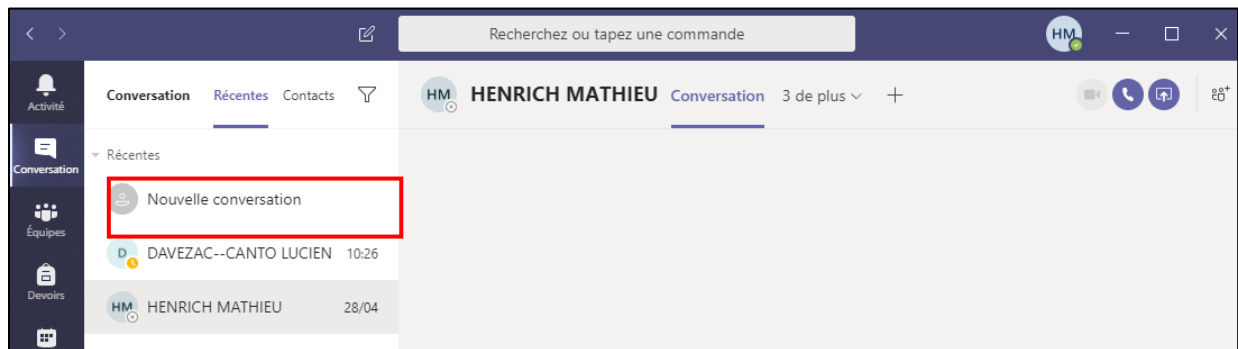 Recherchez ou tapez une commande
HM
Activité
Conversation Récentes Contacts
HM HENRICH MATHIEU Conversation 3 de plus
Conversation
Récentes
Nouvelle conversation
Équipes
D DAVEZAC--CANTO LUCIEN 10:26
Devoirs
HM HENRICH MATHIEU 28/04